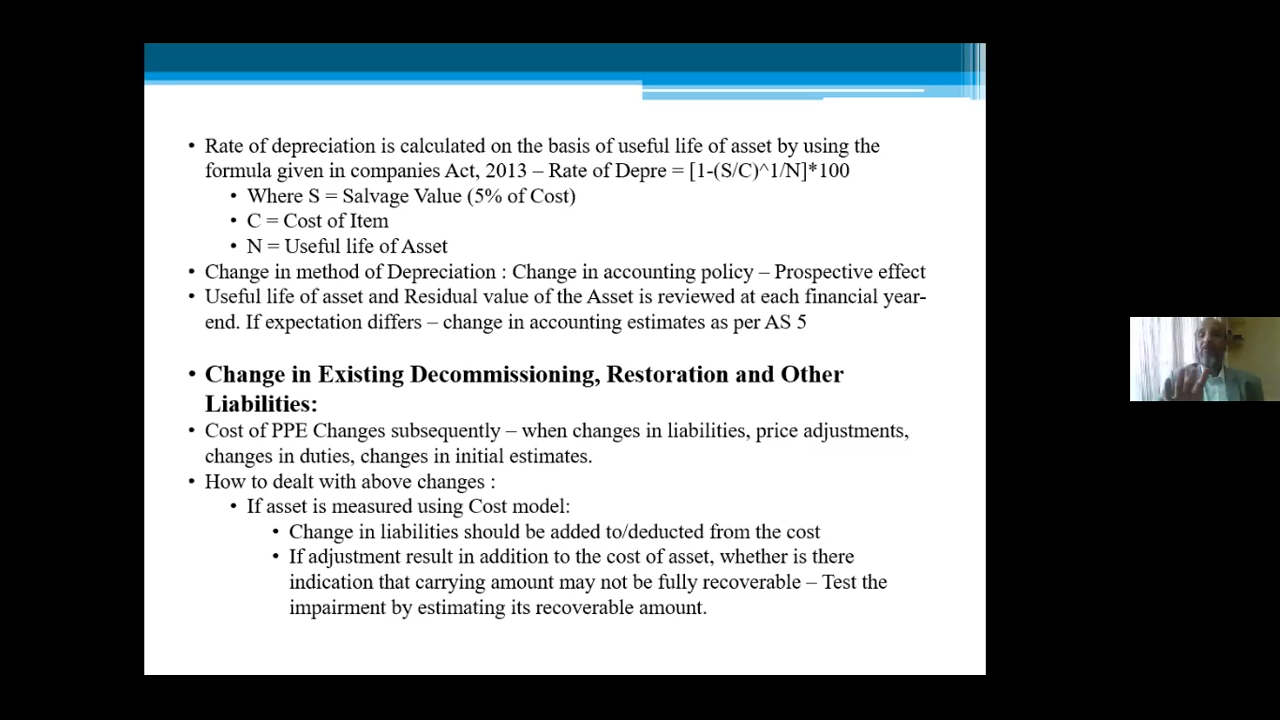 • Rate of depreciation is calculated on the basis of useful life of asset by using the
formula given in companies Act, 2013 – Rate of Depre = [1-(S/C)^1/N]*100
• Where S = Salvage Value (5% of Cost)
• C = Cost of Item
• N = Useful life of Asset
• Change in method of Depreciation : Change in accounting policy – Prospective effect
• Useful life of asset and Residual value of the Asset is reviewed at each financial year-
end. If expectation differs – change in accounting estimates as per AS 5
• Change in Existing Decommissioning, Restoration and Other
Liabilities:
• Cost of PPE Changes subsequently – when changes in liabilities, price adjustments,
changes in duties, changes in initial estimates.
• How to dealt with above changes :
• If asset is measured using Cost model:
• Change in liabilities should be added to/deducted from the cost
• If adjustment result in addition to the cost of asset, whether is there
indication that carrying amount may not be fully recoverable – Test the
impairment by estimating its recoverable amount.